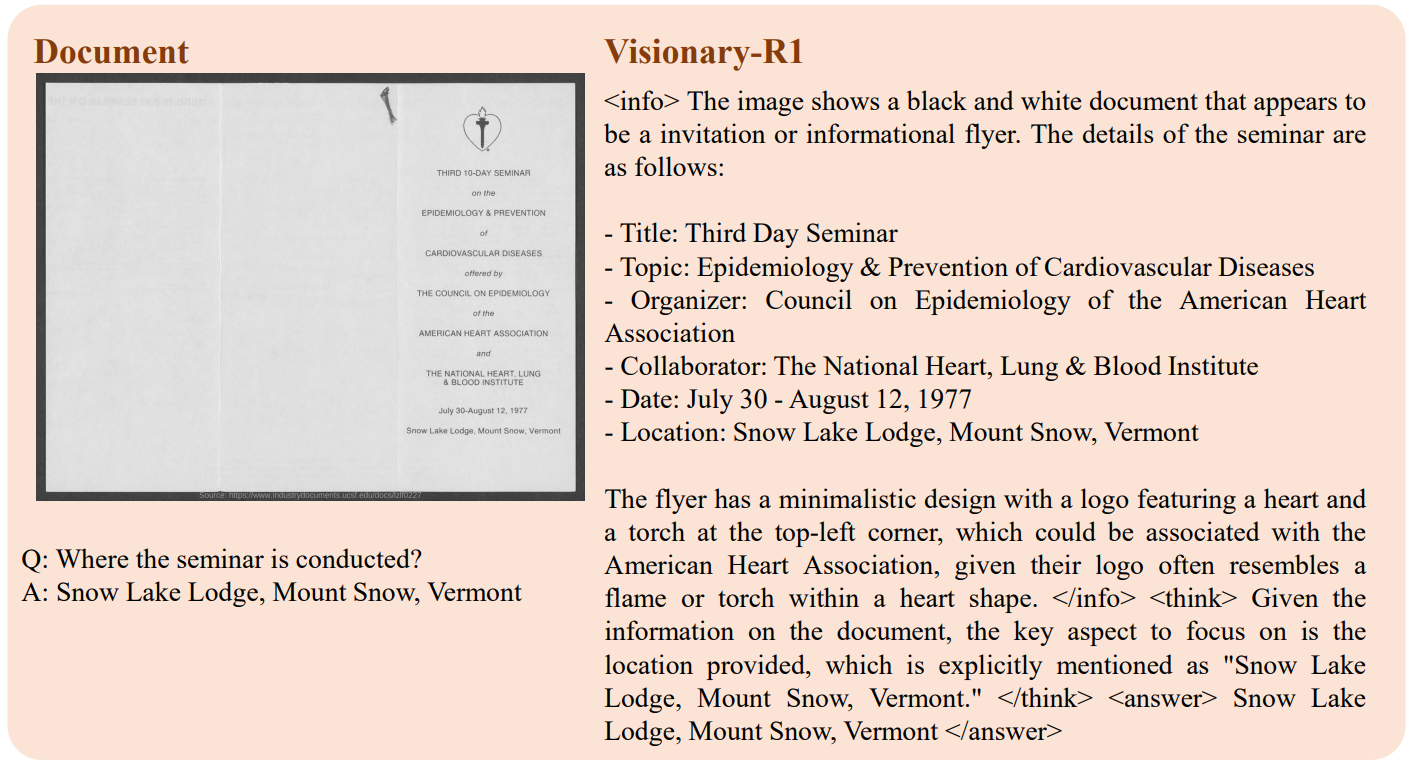 Document
THIRD 10-DAY SEMINAR
on the
EPIDEMIOLOGY & PREVENTION
of
CARDIOVASCULAR DISEASES
offered by
THE COUNCIL ON EPIDEMIOLOGY
of the
AMERICAN HEART ASSOCIATION
and
THE NATIONAL HEART, LUNG
& BLOOD INSTITUTE
July 30-August 12, 1977
Snow Lake Lodge, Mount Snow, Vermont
Source: https://www.industrydocuments.ucsf.edu/docs/lzlf0227
Q: Where the seminar is conducted?
A: Snow Lake Lodge, Mount Snow, Vermont
Visionary-R1
<info> The image shows a black and white document that appears to
be a invitation or informational flyer. The details of the seminar are
as follows:
- Title: Third Day Seminar
- Topic: Epidemiology & Prevention of Cardiovascular Diseases
- Organizer: Council on Epidemiology of the American Heart
Association
- Collaborator: The National Heart, Lung & Blood Institute
- Date: July 30 - August 12, 1977
- Location: Snow Lake Lodge, Mount Snow, Vermont
The flyer has a minimalistic design with a logo featuring a heart and
a torch at the top-left corner, which could be associated with the
American Heart Association, given their logo often resembles a
flame or torch within a heart shape. </info> <think> Given the
information on the document, the key aspect to focus on is the
location provided, which is explicitly mentioned as "Snow Lake
Lodge, Mount Snow, Vermont." </think> <answer> Snow Lake
Lodge, Mount Snow, Vermont </answer>